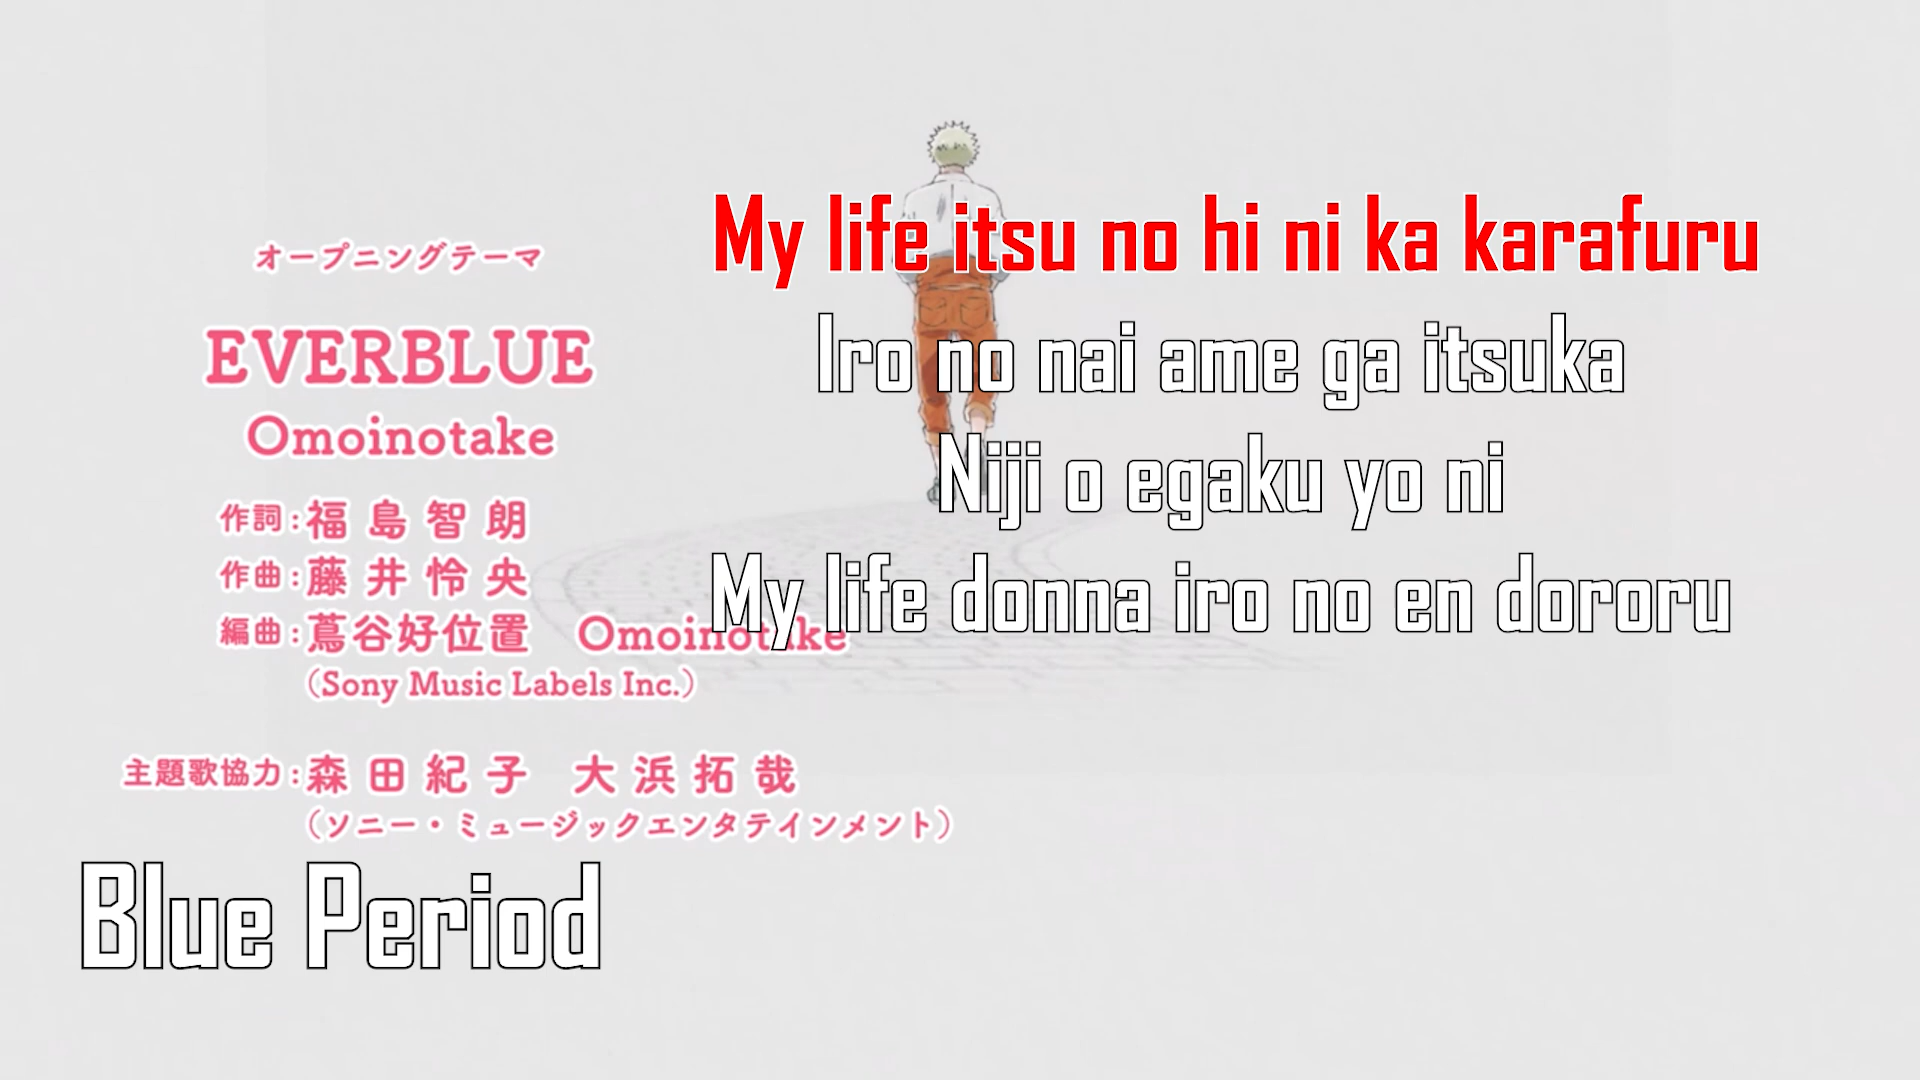 オープニングテーマ
EVERBLUE
Omoinotake
作詞:福島智朗
作曲:藤井怜央
編曲:蔦谷好位置 Omoinotake
（Sony Music Labels Inc.）
主題歌協力:森田紀子 大浜拓哉
（ソニー・ミュージックエンタテインメント）
My life itsu no hi ni ka karafuru
Iro no nai ame ga itsuka
Niji o egaku yo ni
My life donna iro no en dororu
Blue Period